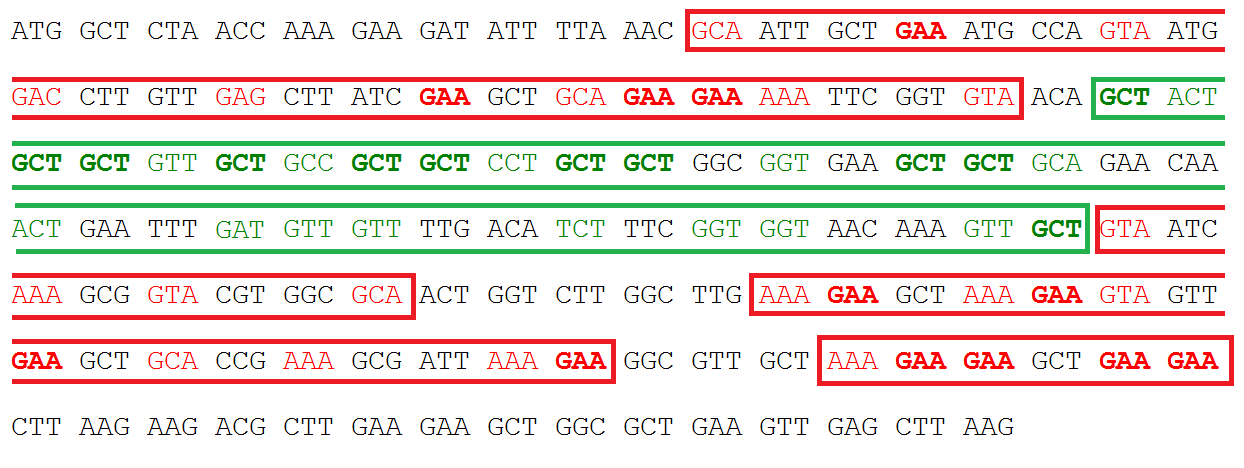 ATG GCT CTA ACC AAA GAA GAT ATT TTA AAC GCA ATT GCT GAA ATG CCA GTA ATG
GAC CTT GTT GAG CTT ATC GAA GCT GCA GAA GAA AAA TTC GGT GTA ACA GCT ACT
GCT GCT GTT GCT GCC GCT GCT CCT GCT GCT GGC GGT GAA GCT GCT GCA GAA CAA
ACT GAA TTT GAT GTT GTT TTG ACA TCT TTC GGT GGT AAC AAA GTT GCT GTA ATC
AAA GCG GTA CGT GGC GCA ACT GGT CTT GGC TTG AAA GAA GCT AAA GAA GTA GTT
GAA GCT GCA CCG AAA GCG ATT AAA GAA GGC GTT GCT AAA GAA GAA GCT GAA GAA
CTT AAG AAG ACG CTT GAA GAA GCT GGC GCT GAA GTT GAG CTT AAG